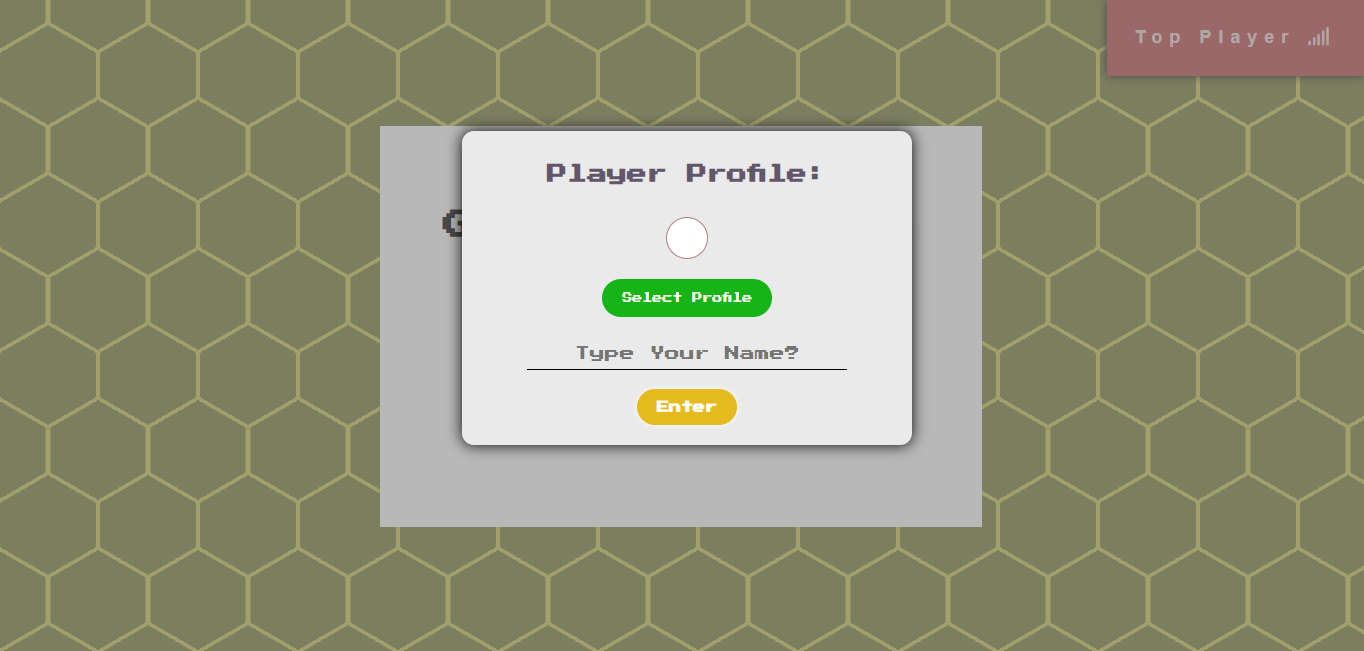 Top Player
Player Profile:
Select Profile
Type Your Name?
Enter